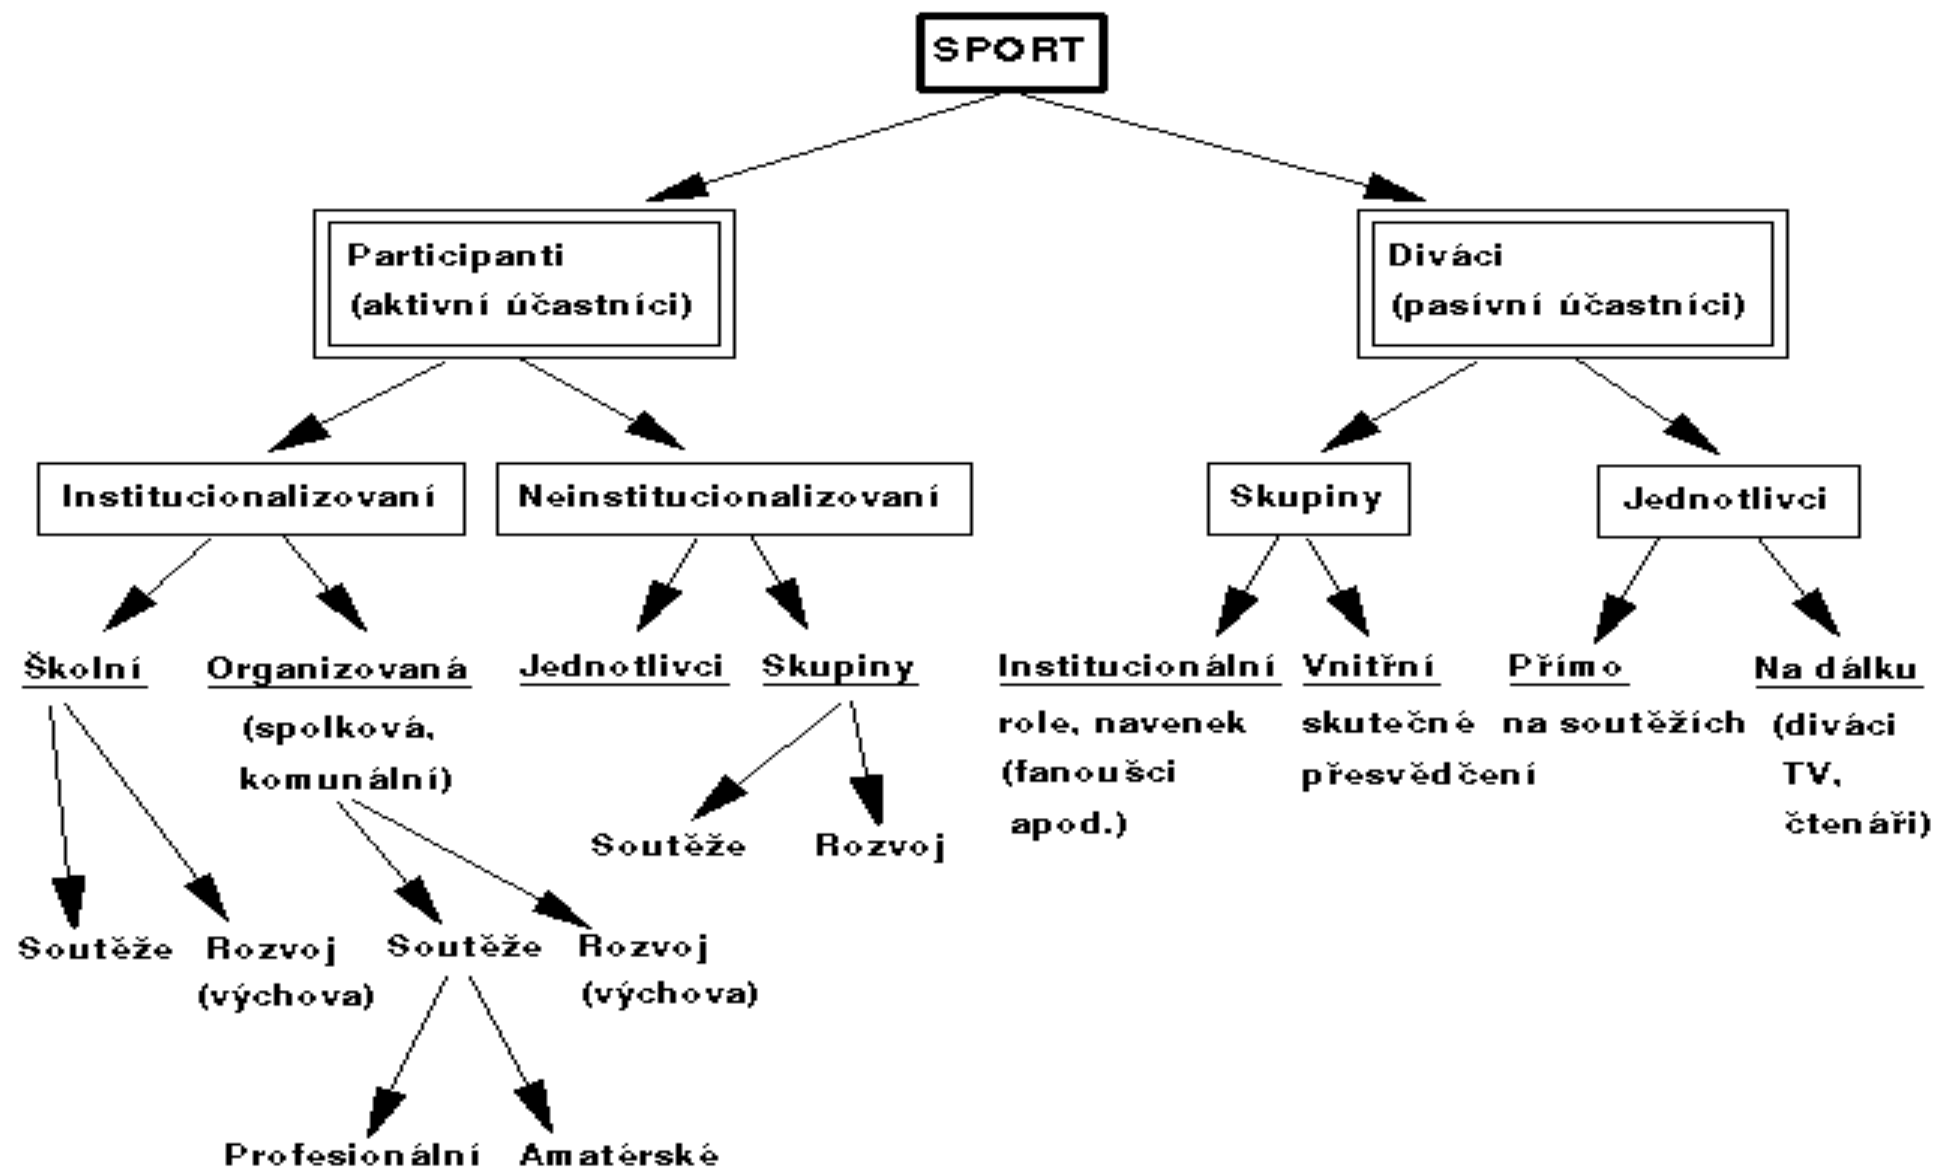 SPORT
Participanti
(aktivní účastníci)
Diváci
(pasívní účastníci)
Institucionalizovaní
Neinstitucionalizovaní
Skupiny
Jednotlivci
Školní
Organizovaná
(spolková,
komunální)
Jednotlivci
Skupiny
Institucionální
role, navenek
(fanoušci
apod.)
Vnitřní
skutečné
přesvědčení
Přímo
na soutěžích
Na dálku
(diváci
TV,
čtenáři)
Soutěže
Rozvoj
Soutěže
Rozvoj
(výchova)
Soutěže
Rozvoj
(výchova)
Profesionální
Amatérské